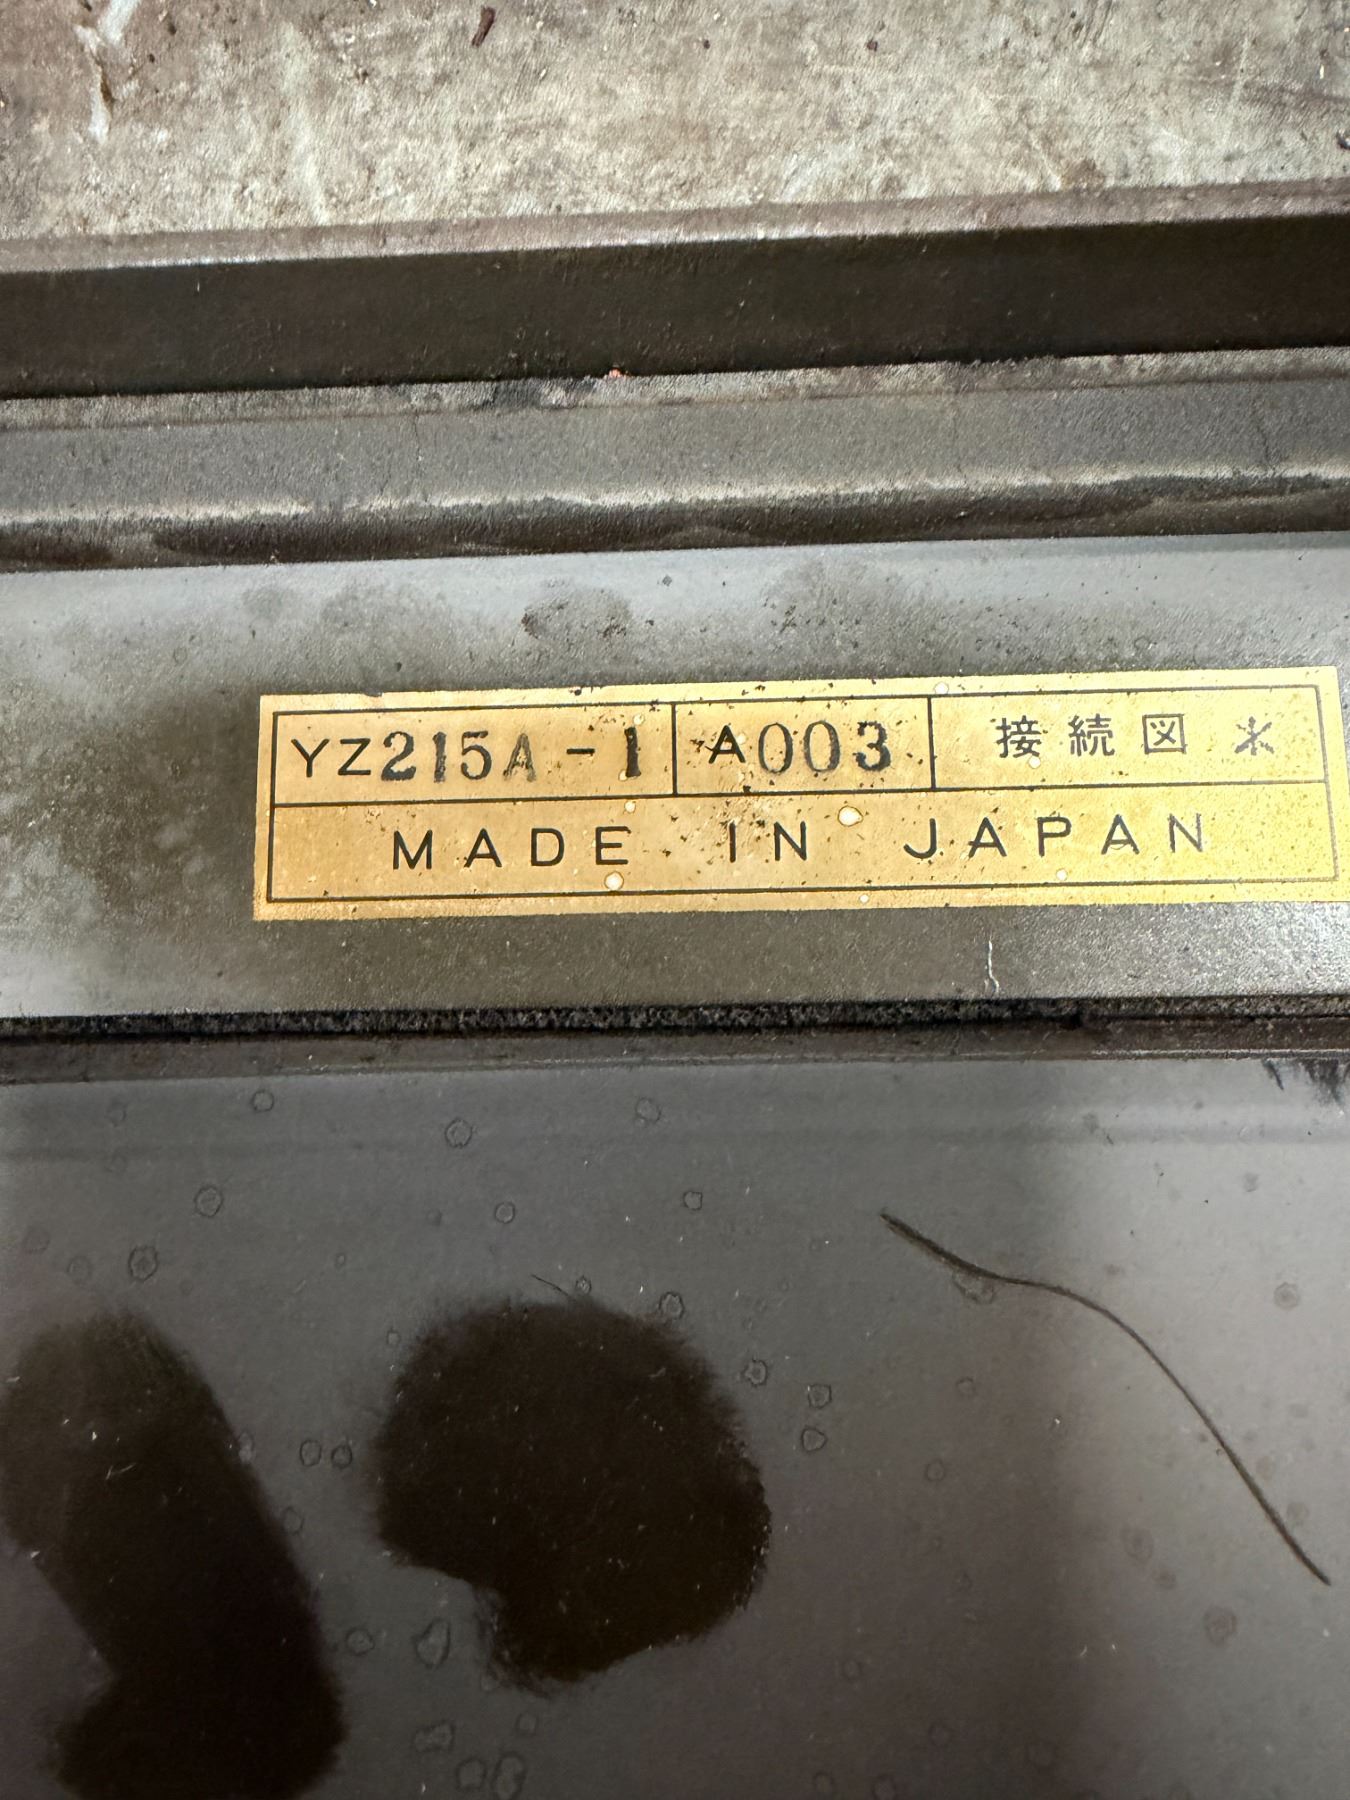 YZ215A-1 A003 接続図 ⚹
MADE IN JAPAN